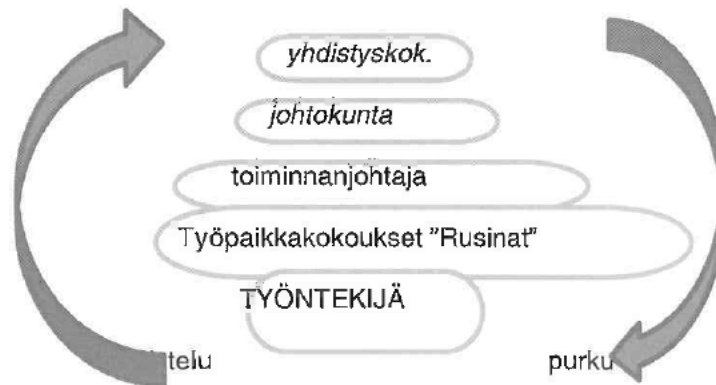 yhdistyskok.
johtokunta
toiminnanjohtaja
Työpaikkakokoukset ”Rusinat”
TYÖNTEKIJÄ
purku